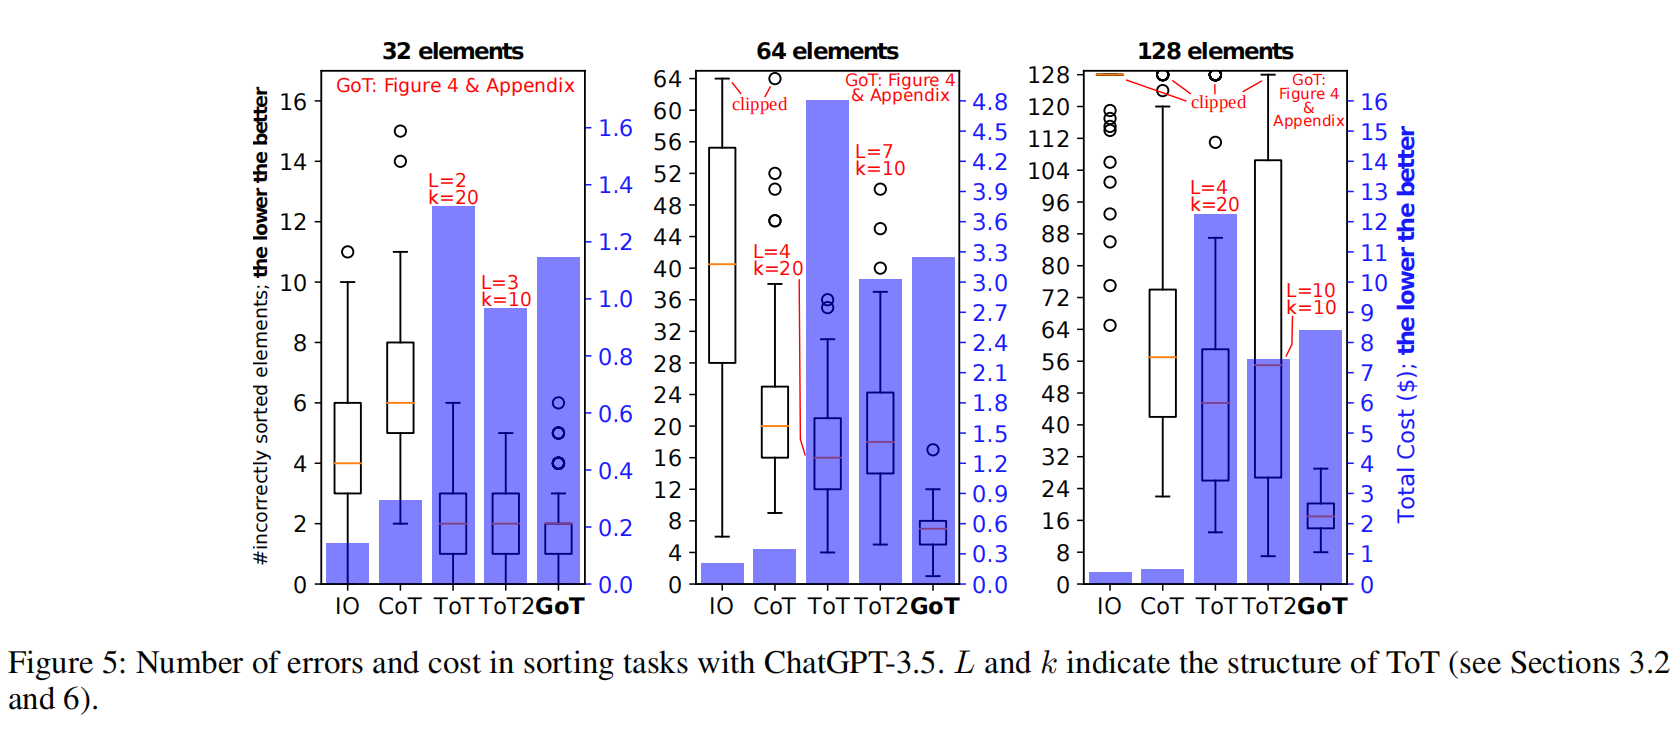 32 elements
64 elements
128 elements
#incorrectly sorted elements; the lower the better
16
14
12
10
8
6
4
2
0
GoT: Figure 4 & Appendix
L=2
k=20
L=3
k=10
1.6
1.4
1.2
1.0
0.8
0.6
0.4
0.2
0.0
IO CoT ToT ToT2 GoT
64
60
56
52
48
44
40
36
32
28
24
20
16
12
8
4
0
clipped
GoT: Figure 4
& Appendix
L=7
k=10
L=4
k=20
4.8
4.5
4.2
3.9
3.6
3.3
3.0
2.7
2.4
2.1
1.8
1.5
1.2
0.9
0.6
0.3
0.0
IO CoT ToT ToT2 GoT
128
120
112
104
96
88
80
72
64
56
48
40
32
24
16
8
0
clipped
GoT:
Figure 4
&
Appendix
L=4
k=20
L=10
k=10
16
15
14
13
12
11
10
9
8
7
6
5
4
3
2
1
0
IO CoT ToT ToT2 GoT
Total Cost ($); the lower the better
Figure 5: Number of errors and cost in sorting tasks with ChatGPT-3.5. L and k indicate the structure of ToT (see Sections 3.2
and 6).